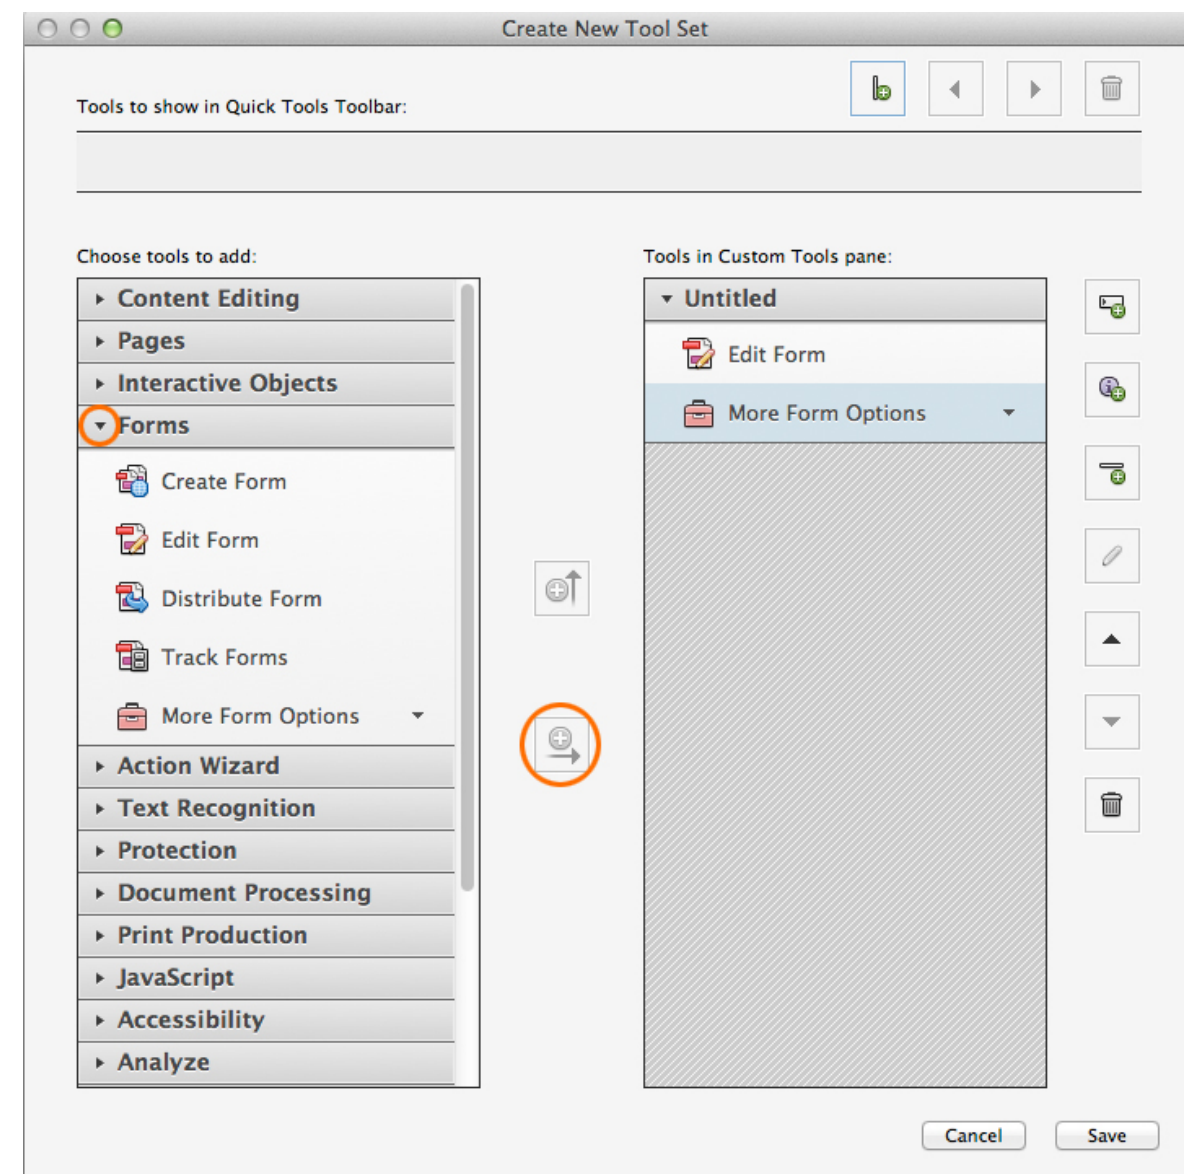 Create New Tool Set
Tools to show in Quick Tools Toolbar:
Choose tools to add:
Content Editing
Pages
Interactive Objects
Forms
Create Form
Edit Form
Distribute Form
Track Forms
More Form Options
Action Wizard
Text Recognition
Protection
Document Processing
Print Production
JavaScript
Accessibility
Analyze
Tools in Custom Tools pane:
Untitled
Edit Form
More Form Options
Cancel
Save